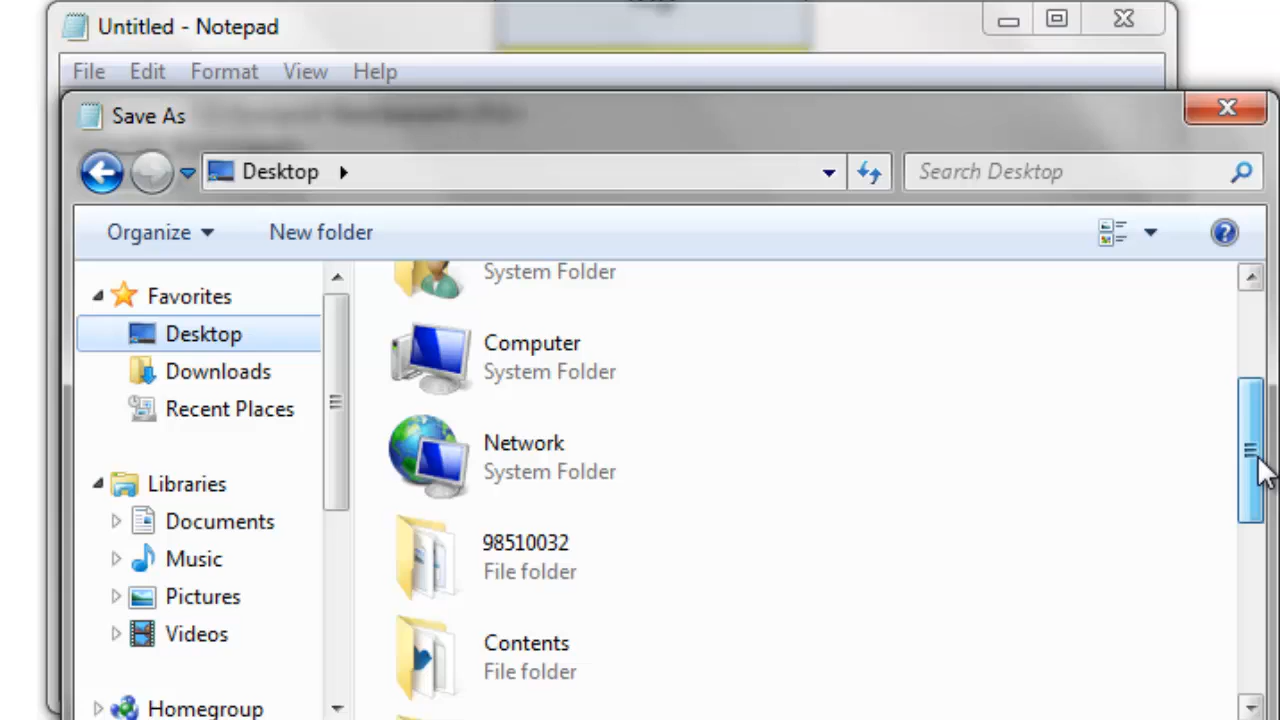 Untitled - Notepad
File Edit Format View Help
Save As
Desktop
Search Desktop
Organize New folder
Favorites
Desktop
Downloads
Recent Places
Libraries
Documents
Music
Pictures
Videos
Homegroup
System Folder
Computer
System Folder
Network
System Folder
98510032
File folder
Contents
File folder